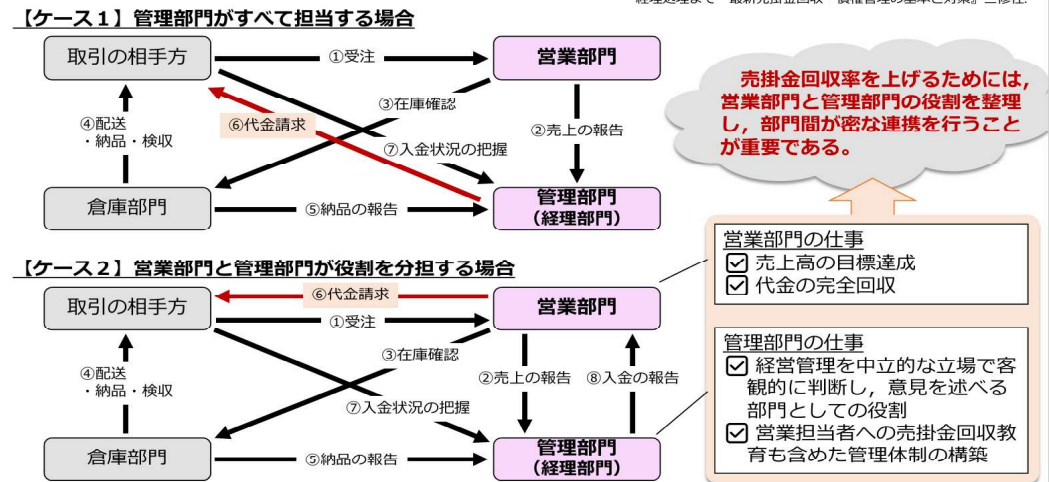 経理処理まで 最新売掛金回収・債権管理の基本と対策』三修社.
【ケース1】管理部門がすべて担当する場合
取引の相手方
①受注
営業部門
③在庫確認
④配送
・納品・検収
⑥代金請求
②売上の報告
⑦入金状況の把握
倉庫部門
⑤納品の報告
管理部門
(経理部門)
売掛金回収率を上げるためには,
営業部門と管理部門の役割を整理
し,部門間が密な連携を行うこと
が重要である。
【ケース2】営業部門と管理部門が役割を分担する場合
⑥代金請求
取引の相手方
①受注
営業部門
③在庫確認
④配送
・納品・検収
②売上の報告
⑧入金の報告
⑦入金状況の把握
倉庫部門
⑤納品の報告
管理部門
(経理部門)
営業部門の仕事
売上高の目標達成
代金の完全回収
管理部門の仕事
経営管理を中立的な立場で客
観的に判断し,意見を述べる
部門としての役割
営業担当者への売掛金回収教
育も含めた管理体制の構築